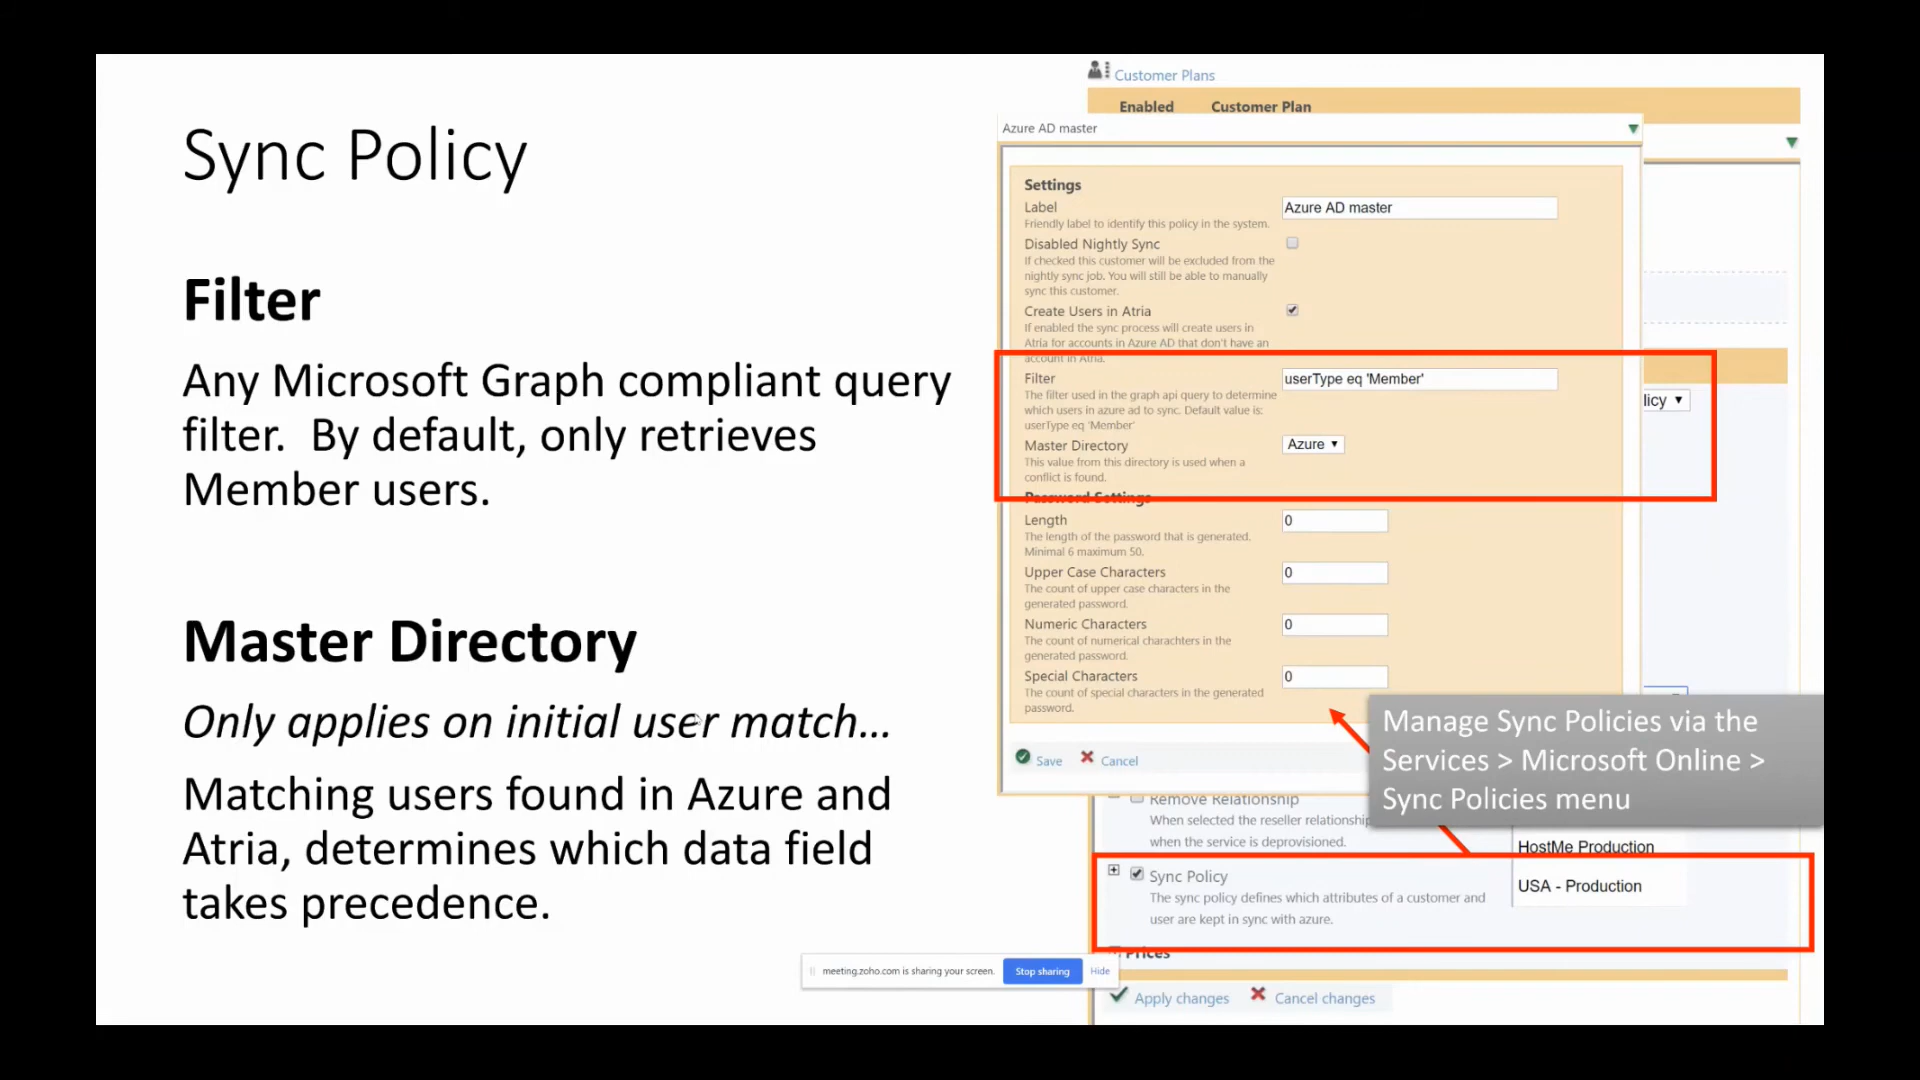 Sync Policy
Filter
Any Microsoft Graph compliant query
filter.  By default, only retrieves
Member users.
Master Directory
Only applies on initial user match...
Matching users found in Azure and
Atria, determines which data field
takes precedence.
Customer Plans
Enabled Customer Plan
Azure AD master
Settings
Label Azure AD master
Friendly label to identify this policy in the system.
Disabled Nightly Sync
If checked this customer will be excluded from the
nightly sync job. You will still be able to manually
sync this customer.
Create Users in Atria
If enabled the sync process will create users in
Atria for accounts in Azure AD that don't have an
account in Atria.
Filter userType eq 'Member'
The filter used in the graph api query to determine
which users in azure ad to sync. Default value is:
userType eq 'Member'
Master Directory Azure
This value from this directory is used when a
conflict is found.
Password Settings
Length 0
The length of the password that is generated.
Minimal 6 maximum 50.
Upper Case Characters 0
The count of upper case characters in the
generated password.
Numeric Characters 0
The count of numerical charachters in the
generated password.
Special Characters 0
The count of special characters in the generated
password.
Save Cancel
licy
Manage Sync Policies via the
Services > Microsoft Online >
Sync Policies menu
Remove Relationship
When selected the reseller relationship
when the service is deprovisioned.
HostMe Production
USA - Production
Sync Policy
The sync policy defines which attributes of a customer and
user are kept in sync with azure.
Prices
Apply changes Cancel changes
meeting.zoho.com is sharing your screen. Stop sharing Hide